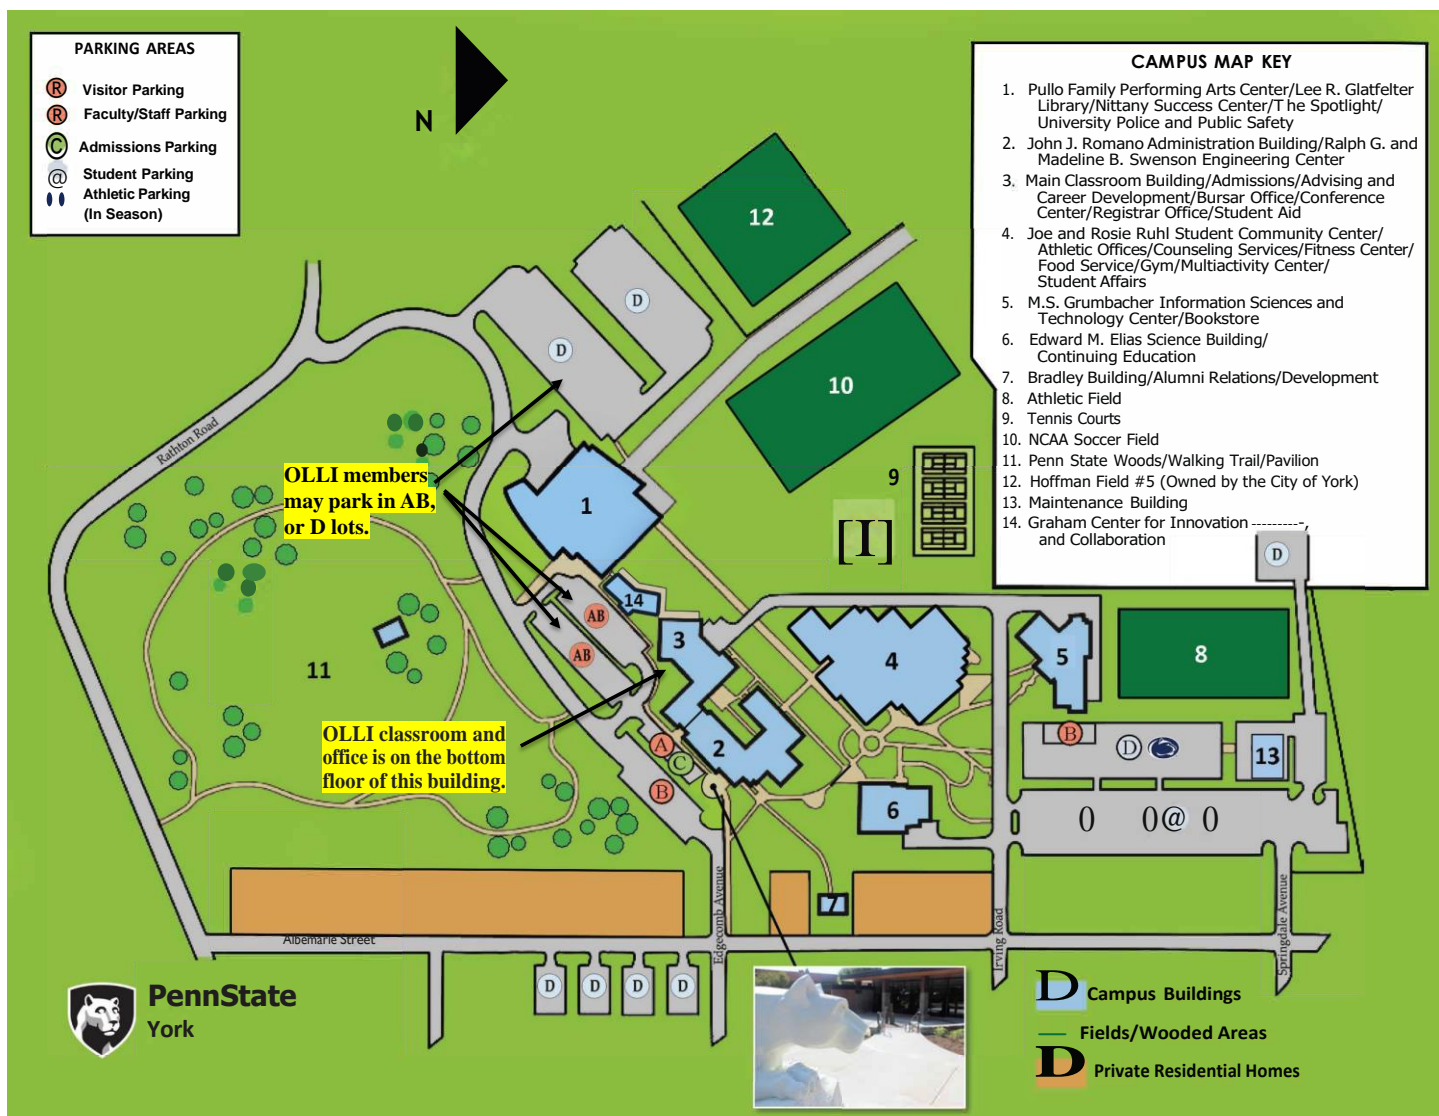 PARKING AREAS
R Visitor Parking
R Faculty/Staff Parking
C Admissions Parking
@ Student Parking
Athletic Parking
(In Season)
N
CAMPUS MAP KEY
1. Pullo Family Performing Arts Center/Lee R. Glatfelter
Library/Nittany Success Center/T he Spotlight/
University Police and Public Safety
2. John J. Romano Administration Building/Ralph G. and
Madeline B. Swenson Engineering Center
3. Main Classroom Building/Admissions/Advising and
Career Development/Bursar Office/Conference
Center/Registrar Office/Student Aid
4. Joe and Rosie Ruhl Student Community Center/
Athletic Offices/Counseling Services/Fitness Center/
Food Service/Gym/Multiactivity Center/
Student Affairs
5. M.S. Grumbacher Information Sciences and
Technology Center/Bookstore
6. Edward M. Elias Science Building/
Continuing Education
7. Bradley Building/Alumni Relations/Development
8. Athletic Field
9. Tennis Courts
10. NCAA Soccer Field
11. Penn State Woods/Walking Trail/Pavilion
12. Hoffman Field #5 (Owned by the City of York)
13. Maintenance Building
14. Graham Center for Innovation ----------,
and Collaboration
D
12
D
D
10
Rathton Road
OLLI members
may park in AB,
or D lots.
9
1
[I]
14
AB
AB
3
4
5
8
11
OLLI classroom and
office is on the bottom
floor of this building.
A
C
B
2
B
D
13
6
0 0@ 0
7
Edgecomb Avenue
Irving Road
Springdale Avenue
Albemarle Street
D D D D
PennState
York
D Campus Buildings
Fields/Wooded Areas
D Private Residential Homes